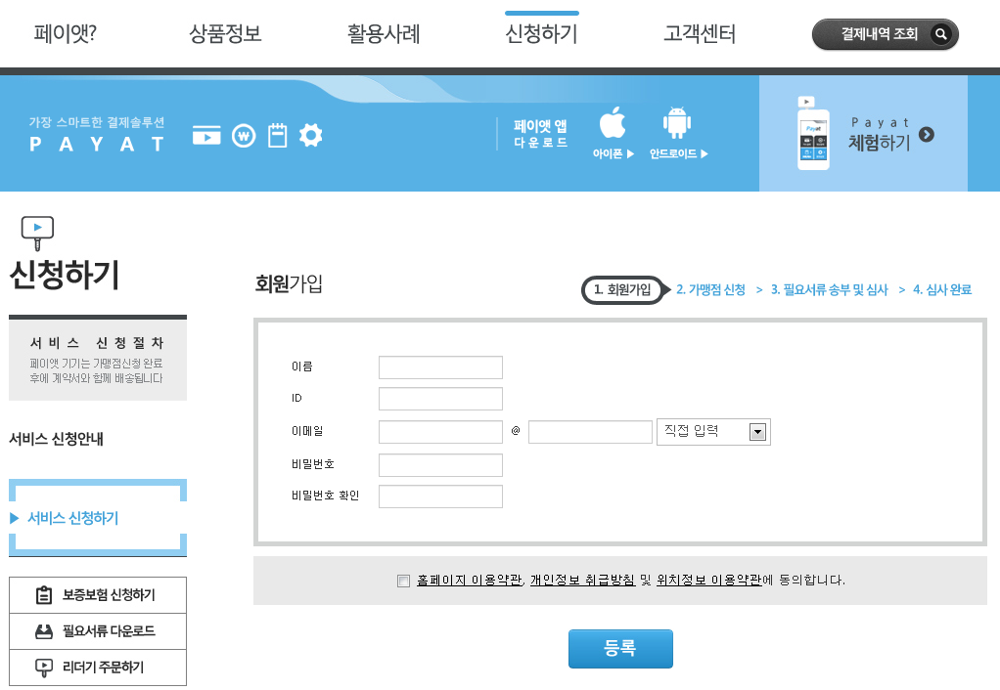 페이앳?
상품정보
활용사례
신청하기
고객센터
결제내역 조회
가장 스마트한 결제솔루션
PAYAT
페이앳 앱
다운로드
아이폰 ▶
안드로이드 ▶
Payat
Payat
체험하기
신청하기
서비스 신청절차
페이앳 기기는 가맹점신청 완료
후에 계약서와 함께 배송됩니다
서비스 신청안내
▶ 서비스 신청하기
보증보험 신청하기
필요서류 다운로드
리더기 주문하기
회원가입
1. 회원가입
2. 가맹점 신청 > 3. 필요서류 송부 및 심사 > 4. 심사 완료
이름
ID
이메일 @ 직접 입력
비밀번호
비밀번호 확인
홈페이지 이용약관, 개인정보 취급방침 및 위치정보 이용약관에 동의합니다.
등록